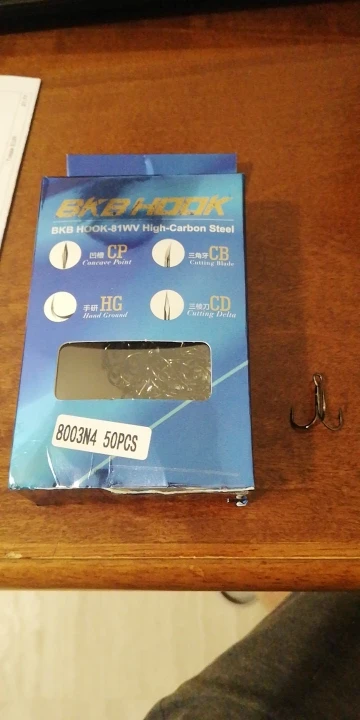 BKB HOOK
BKB HOOK-81WV High-Carbon Steel
凹槽 CP
Concave Point
三角牙 CB
Cutting Blade
手研 HG
Hand Ground
三棱刀 CD
Cutting Delta
8003N4 50PCS